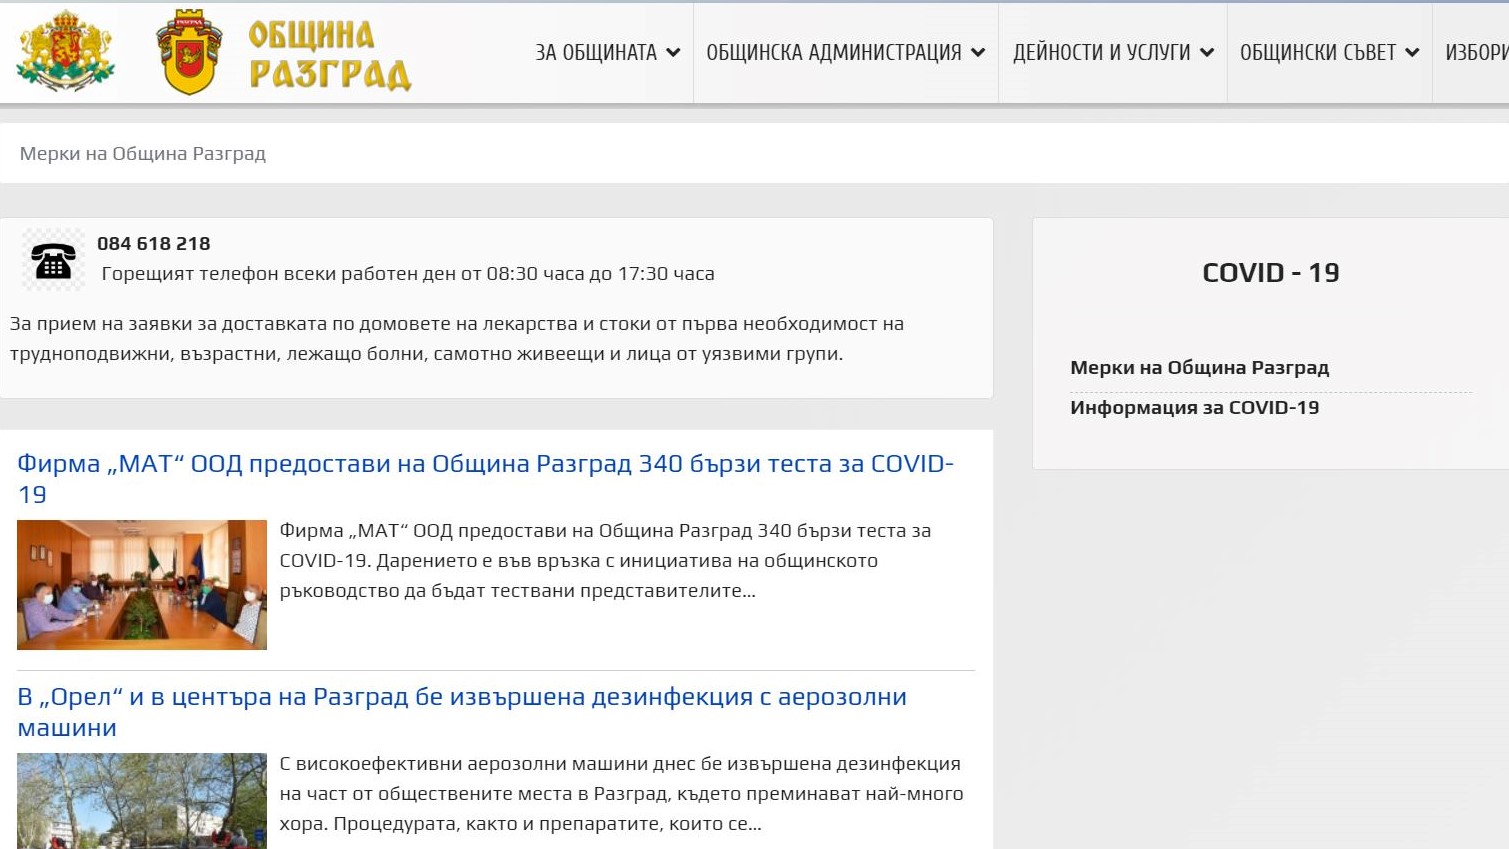 ОБЩИНА
РАЗГРАД
ЗА ОБЩИНАТА
ОБЩИНСКА АДМИНИСТРАЦИЯ
ДЕЙНОСТИ И УСЛУГИ
ОБЩИНСКИ СЪВЕТ
ИЗБОРИ
Мерки на Община Разград
084 618 218
Горещият телефон всеки работен ден от 08:30 часа до 17:30 часа
За прием на заявки за доставката по домовете на лекарства и стоки от първа необходимост на
трудноподвижни, възрастни, лежащо болни, самотно живеещи и лица от уязвими групи.
COVID - 19
Мерки на Община Разград
Информация за COVID-19
Фирма „МАТ“ ООД предостави на Община Разград 340 бързи теста за COVID-
19
Фирма „МАТ“ ООД предостави на Община Разград 340 бързи теста за
COVID-19. Дарението е във връзка с инициатива на общинското
ръководство да бъдат тествани представителите...
В „Орел“ и в центъра на Разград бе извършена дезинфекция с аерозолни
машини
С високоефективни аерозолни машини днес бе извършена дезинфекция
на част от обществените места в Разград, където преминават най-много
хора. Процедурата, както и препаратите, които се...